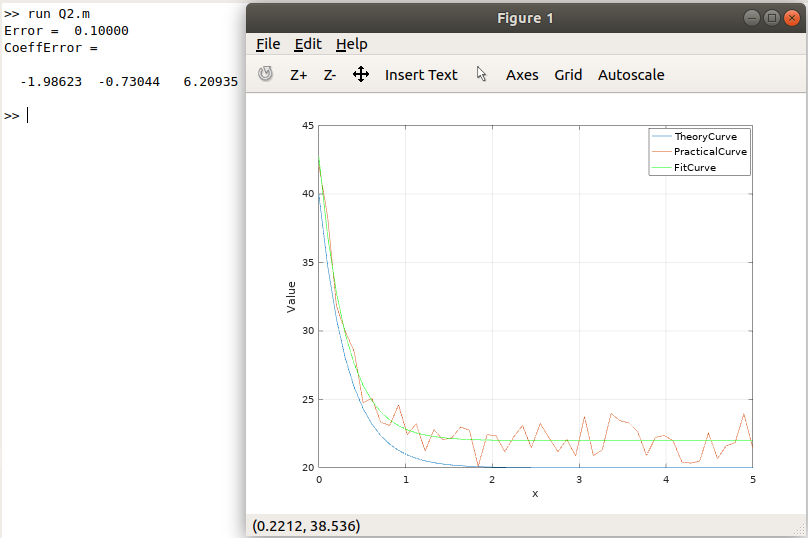 >> run Q2.m
Error =  0.10000
CoeffError =
-1.98623  -0.73044   6.20935
>>
Figure 1
File Edit Help
Z+ Z- Insert Text Axes Grid Autoscale
45
40
35
30
25
20
Value
TheoryCurve
PracticalCurve
FitCurve
0 1 2 3 4 5
x
(0.2212, 38.536)